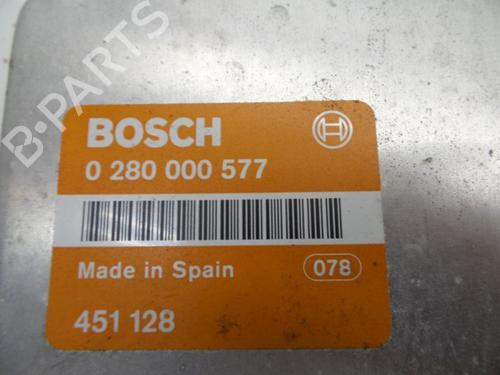 B-PARTS
BOSCH
0 280 000 577
Made in Spain
078
451 128